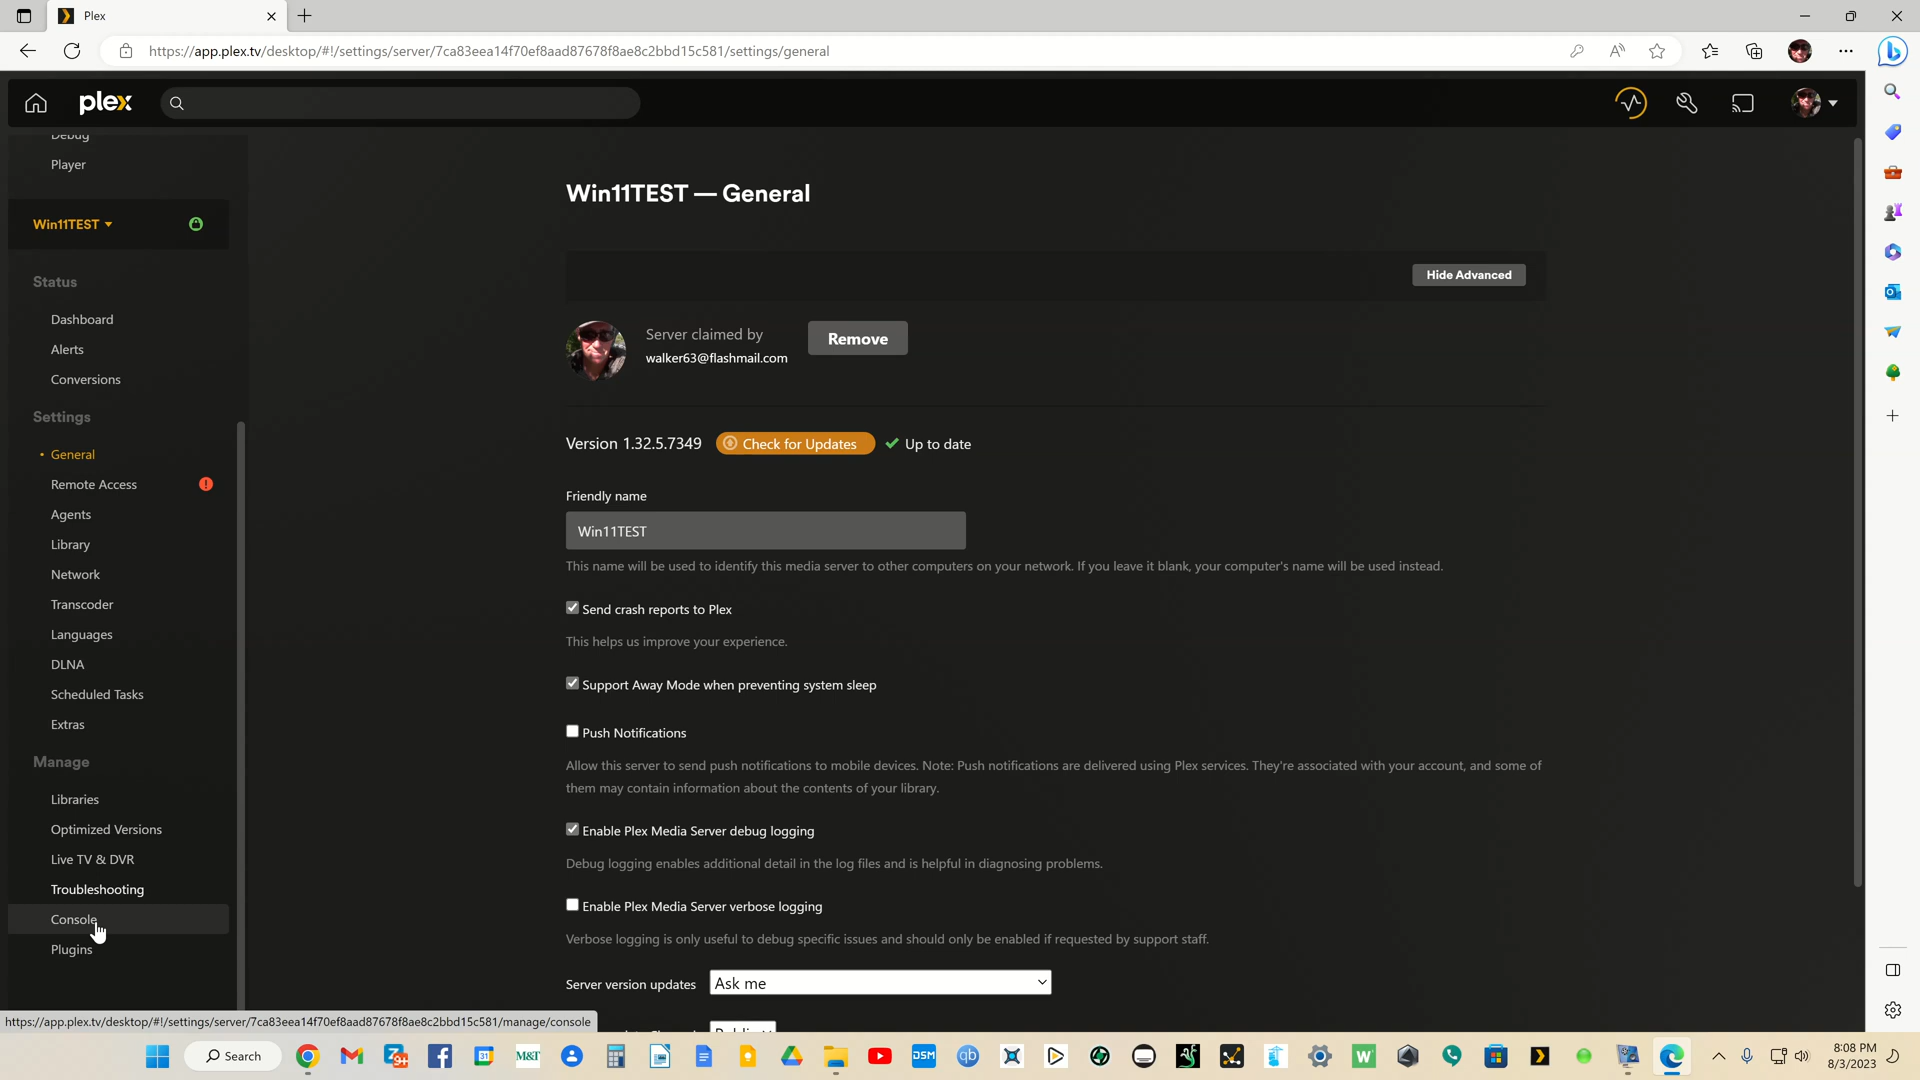 Plex
https://app.plex.tv/desktop/#!/settings/server/7ca83eea14f70ef8aad87678f8ae8c2bbd15c581/settings/general
plex
Debug
Player
Win11TEST
Status
Dashboard
Alerts
Conversions
Settings
General
Remote Access
Agents
Library
Network
Transcoder
Languages
DLNA
Scheduled Tasks
Extras
Manage
Libraries
Optimized Versions
Live TV & DVR
Troubleshooting
Console
Plugins
Win11TEST — General
Hide Advanced
Server claimed by
walker63@flashmail.com
Remove
Version 1.32.5.7349 Check for Updates Up to date
Friendly name
Win11TEST
This name will be used to identify this media server to other computers on your network. If you leave it blank, your computer's name will be used instead.
Send crash reports to Plex
This helps us improve your experience.
Support Away Mode when preventing system sleep
Push Notifications
Allow this server to send push notifications to mobile devices. Note: Push notifications are delivered using Plex services. They're associated with your account, and some of
them may contain information about the contents of your library.
Enable Plex Media Server debug logging
Debug logging enables additional detail in the log files and is helpful in diagnosing problems.
Enable Plex Media Server verbose logging
Verbose logging is only useful to debug specific issues and should only be enabled if requested by support staff.
Server version updates Ask me
https://app.plex.tv/desktop/#!/settings/server/7ca83eea14f70ef8aad87678f8ae8c2bbd15c581/manage/console
Search
M&T
DSM
qb
W
8:08 PM
8/3/2023